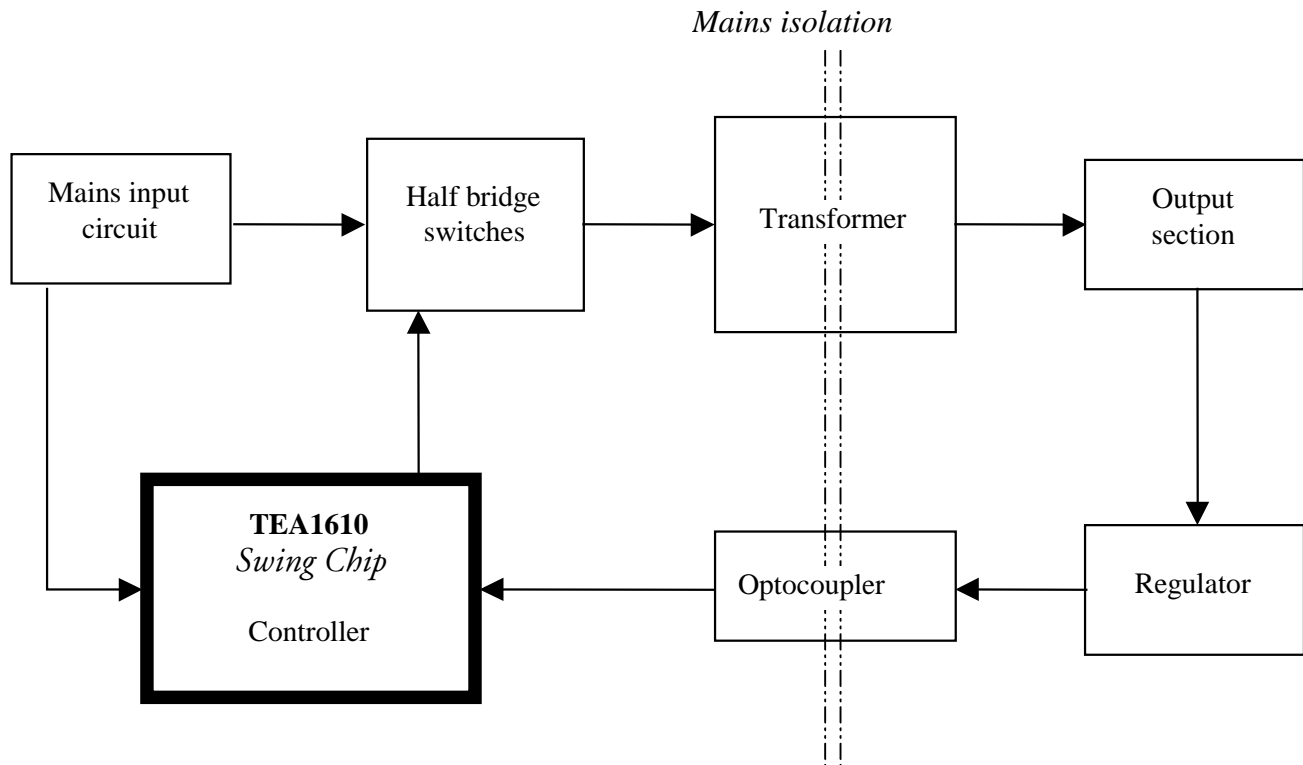 Mains isolation
Mains input
circuit
Half bridge
switches
Transformer
Output
section
TEA1610
Swing Chip
Controller
Optocoupler
Regulator